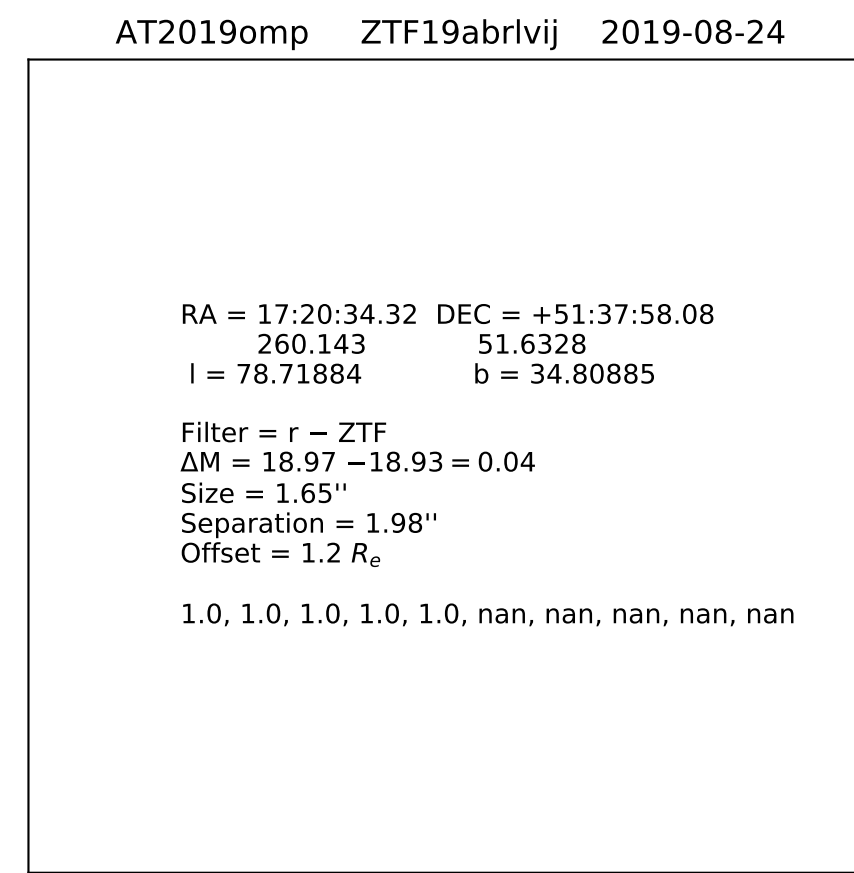 AT2019omp ZTF19abrlvij 2019-08-24
RA = 17:20:34.32 DEC = +51:37:58.08
260.143 51.6328
l = 78.71884 b = 34.80885
Filter = r − ZTF
ΔM = 18.97 −18.93 = 0.04
Size = 1.65''
Separation = 1.98''
Offset = 1.2 Rₑ
1.0, 1.0, 1.0, 1.0, 1.0, nan, nan, nan, nan, nan